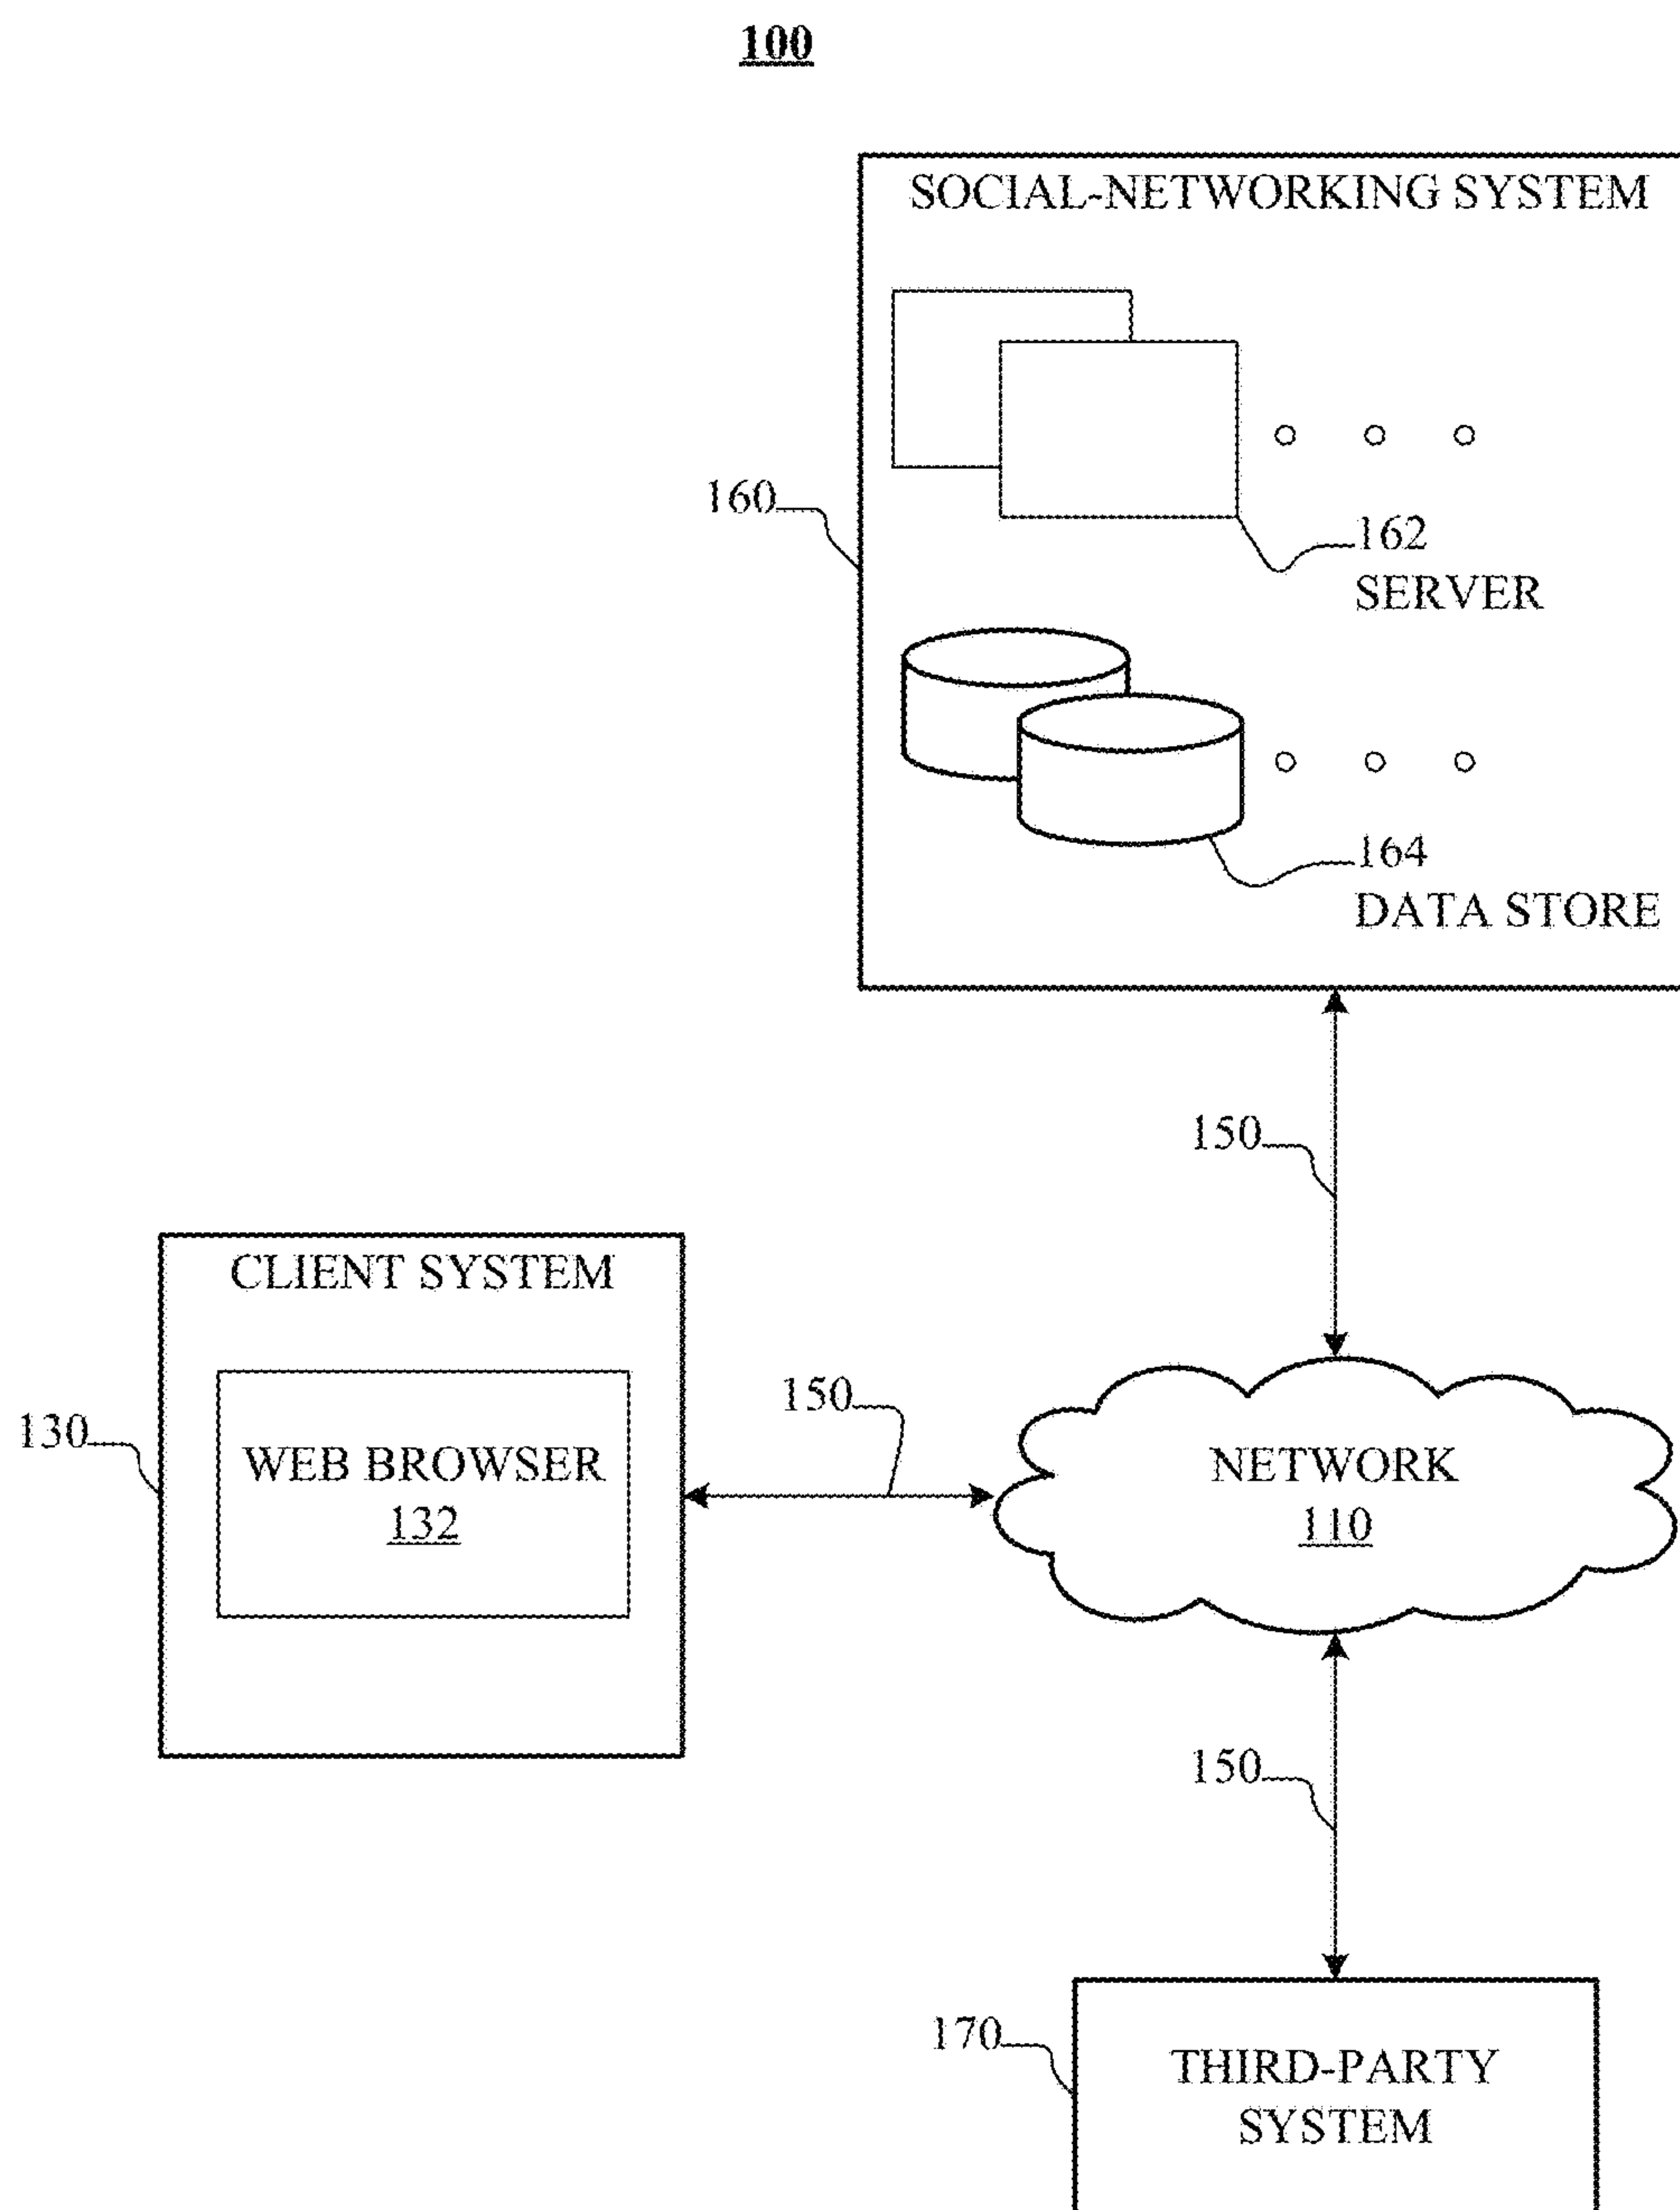 100
SOCIAL-NETWORKING SYSTEM
160
162
SERVER
164
DATA STORE
150
CLIENT SYSTEM
130
WEB BROWSER
132
150
NETWORK
110
150
170
THIRD-PARTY
SYSTEM